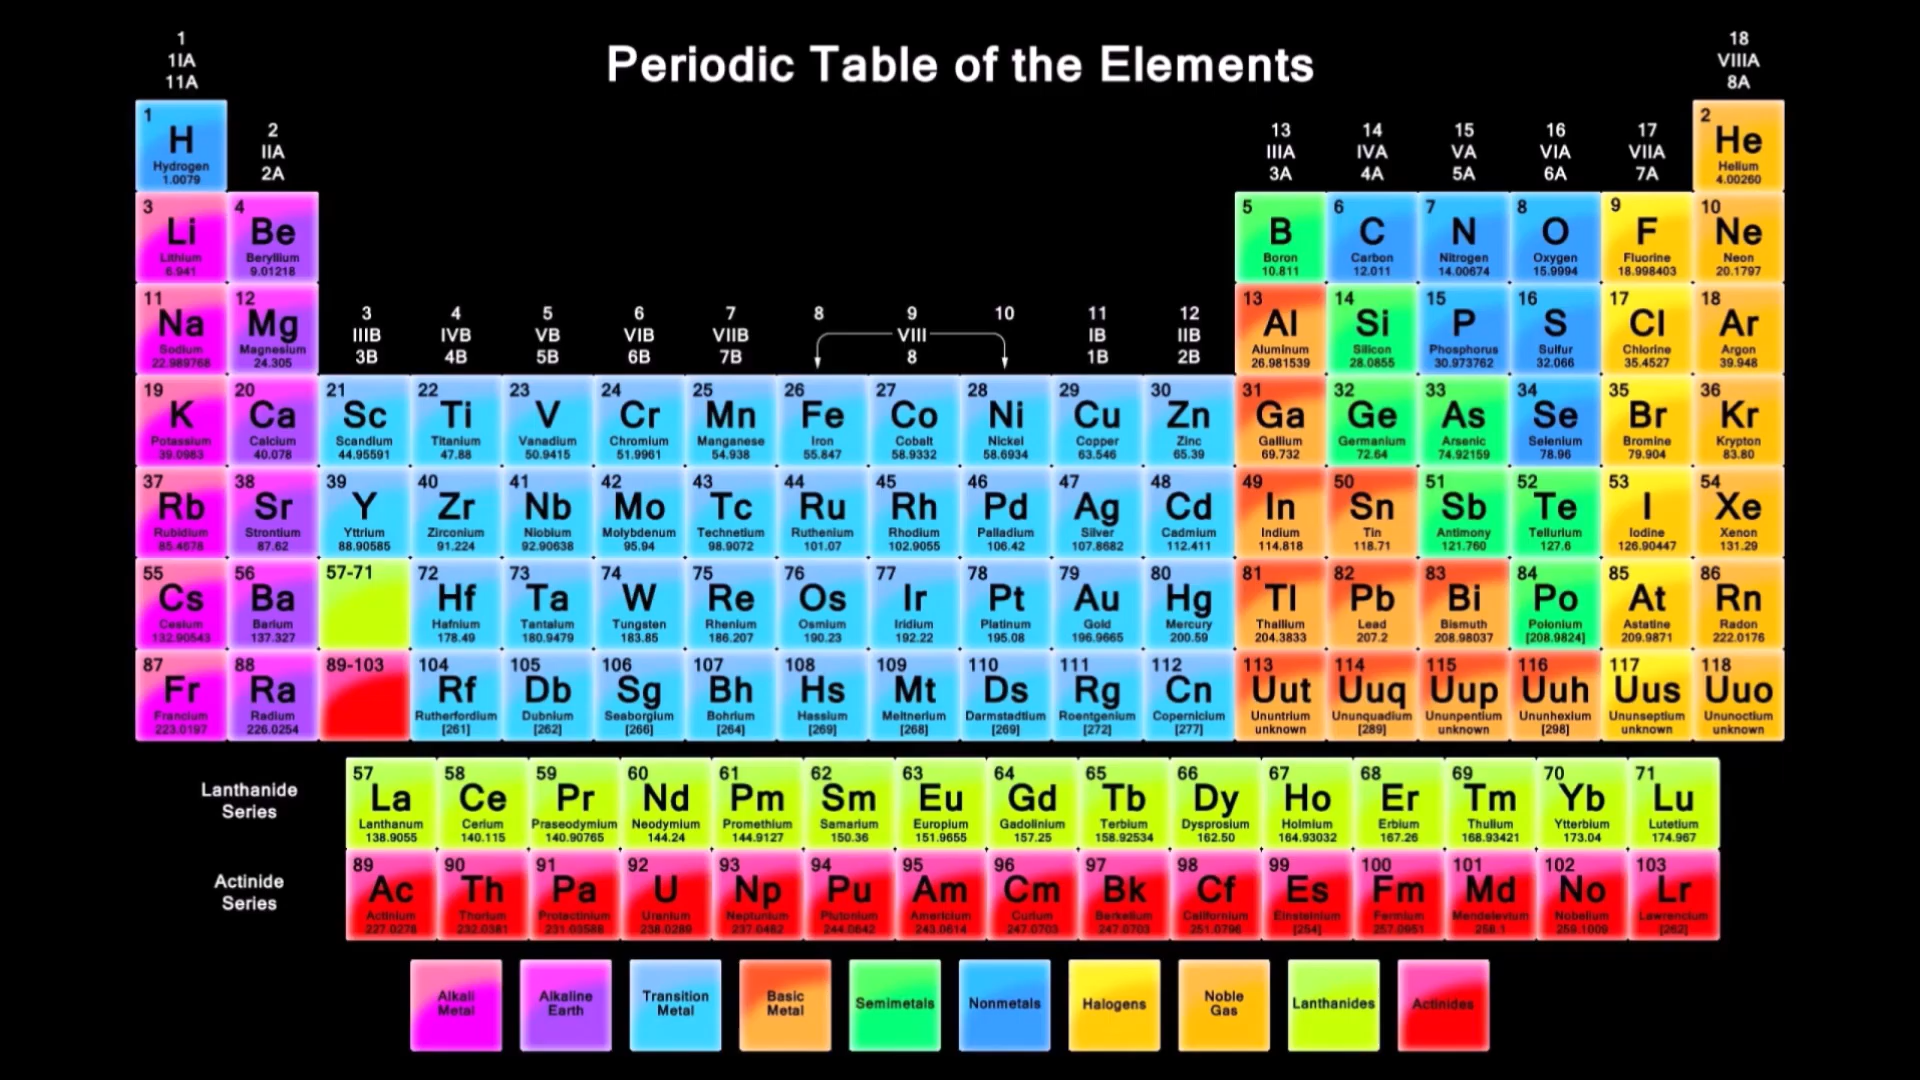 Periodic Table of the Elements
1
1IA
11A
18
VIIIA
8A
2
IIA
2A
13
IIIA
3A
14
IVA
4A
15
VA
5A
16
VIA
6A
17
VIIA
7A
3
IIIB
3B
4
IVB
4B
5
VB
5B
6
VIB
6B
7
VIIB
7B
8
9
VIII
8
10
11
IB
1B
12
IIB
2B
1
H
Hydrogen
1.0079
2
He
Helium
4.00260
3
Li
Lithium
6.941
4
Be
Beryllium
9.01218
5
B
Boron
10.811
6
C
Carbon
12.011
7
N
Nitrogen
14.00674
8
O
Oxygen
15.9994
9
F
Fluorine
18.998403
10
Ne
Neon
20.1797
11
Na
Sodium
22.989768
12
Mg
Magnesium
24.305
13
Al
Aluminum
26.981539
14
Si
Silicon
28.0855
15
P
Phosphorus
30.973762
16
S
Sulfur
32.066
17
Cl
Chlorine
35.4527
18
Ar
Argon
39.948
19
K
Potassium
39.0983
20
Ca
Calcium
40.078
21
Sc
Scandium
44.95591
22
Ti
Titanium
47.88
23
V
Vanadium
50.9415
24
Cr
Chromium
51.9961
25
Mn
Manganese
54.938
26
Fe
Iron
55.847
27
Co
Cobalt
58.9332
28
Ni
Nickel
58.6934
29
Cu
Copper
63.546
30
Zn
Zinc
65.39
31
Ga
Gallium
69.732
32
Ge
Germanium
72.64
33
As
Arsenic
74.92159
34
Se
Selenium
78.96
35
Br
Bromine
79.904
36
Kr
Krypton
83.80
37
Rb
Rubidium
85.4678
38
Sr
Strontium
87.62
39
Y
Yttrium
88.90585
40
Zr
Zirconium
91.224
41
Nb
Niobium
92.90638
42
Mo
Molybdenum
95.94
43
Tc
Technetium
98.9072
44
Ru
Ruthenium
101.07
45
Rh
Rhodium
102.9055
46
Pd
Palladium
106.42
47
Ag
Silver
107.8682
48
Cd
Cadmium
112.411
49
In
Indium
114.818
50
Sn
Tin
118.71
51
Sb
Antimony
121.760
52
Te
Tellurium
127.6
53
I
Iodine
126.90447
54
Xe
Xenon
131.29
55
Cs
Cesium
132.90543
56
Ba
Barium
137.327
57-71
72
Hf
Hafnium
178.49
73
Ta
Tantalum
180.9479
74
W
Tungsten
183.85
75
Re
Rhenium
186.207
76
Os
Osmium
190.23
77
Ir
Iridium
192.22
78
Pt
Platinum
195.08
79
Au
Gold
196.9665
80
Hg
Mercury
200.59
81
Tl
Thallium
204.3833
82
Pb
Lead
207.2
83
Bi
Bismuth
208.98037
84
Po
Polonium
[208.9824]
85
At
Astatine
209.9871
86
Rn
Radon
222.0176
87
Fr
Francium
223.0197
88
Ra
Radium
226.0254
89-103
104
Rf
Rutherfordium
[261]
105
Db
Dubnium
[262]
106
Sg
Seaborgium
[266]
107
Bh
Bohrium
[264]
108
Hs
Hassium
[269]
109
Mt
Meitnerium
[268]
110
Ds
Darmstadtium
[269]
111
Rg
Roentgenium
[272]
112
Cn
Copernicium
[277]
113
Uut
Ununtrium
unknown
114
Uuq
Ununquadium
[289]
115
Uup
Ununpentium
unknown
116
Uuh
Ununhexium
[298]
117
Uus
Ununseptium
unknown
118
Uuo
Ununoctium
unknown
Lanthanide
Series
57
La
Lanthanum
138.9055
58
Ce
Cerium
140.115
59
Pr
Praseodymium
140.90765
60
Nd
Neodymium
144.24
61
Pm
Promethium
144.9127
62
Sm
Samarium
150.36
63
Eu
Europium
151.9655
64
Gd
Gadolinium
157.25
65
Tb
Terbium
158.92534
66
Dy
Dysprosium
162.50
67
Ho
Holmium
164.93032
68
Er
Erbium
167.26
69
Tm
Thulium
168.93421
70
Yb
Ytterbium
173.04
71
Lu
Lutetium
174.967
Actinide
Series
89
Ac
Actinium
227.0278
90
Th
Thorium
232.0381
91
Pa
Protactinium
231.03588
92
U
Uranium
238.0289
93
Np
Neptunium
237.0482
94
Pu
Plutonium
244.0642
95
Am
Americium
243.0614
96
Cm
Curium
247.0703
97
Bk
Berkelium
247.0703
98
Cf
Californium
251.0796
99
Es
Einsteinium
[254]
100
Fm
Fermium
257.0951
101
Md
Mendelevium
258.1
102
No
Nobelium
259.1009
103
Lr
Lawrencium
[262]
Alkali
Metal
Alkaline
Earth
Transition
Metal
Basic
Metal
Semimetals
Nonmetals
Halogens
Noble
Gas
Lanthanides
Actinides